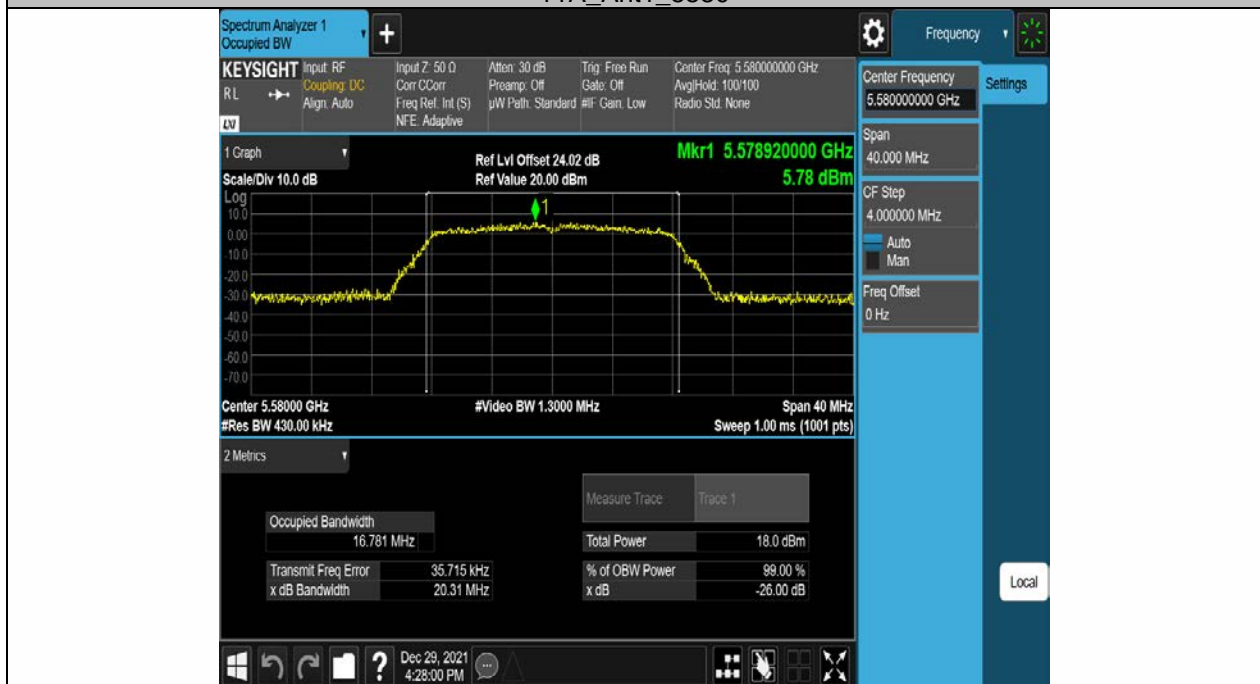 Spectrum Analyzer 1
Occupied BW
+
Frequency
KEYSIGHT
RL
LXI
Input: RF
Coupling: DC
Align: Auto
Input Z: 50 Ω
Corr CCorr
Freq Ref: Int (S)
NFE: Adaptive
Atten: 30 dB
Preamp: Off
µW Path: Standard
Trig: Free Run
Gate: Off
#IF Gain: Low
Center Freq: 5.580000000 GHz
Avg|Hold: 100/100
Radio Std: None
Center Frequency
5.580000000 GHz
Settings
Span
40.000 MHz
CF Step
4.000000 MHz
Auto
Man
Freq Offset
0 Hz
Local
1 Graph
Scale/Div 10.0 dB
Ref Lvl Offset 24.02 dB
Ref Value 20.00 dBm
Mkr1 5.578920000 GHz
5.78 dBm
Log
10.0
0.00
-10.0
-20.0
-30.0
-40.0
-50.0
-60.0
-70.0
1
Center 5.58000 GHz
#Res BW 430.00 kHz
#Video BW 1.3000 MHz
Span 40 MHz
Sweep 1.00 ms (1001 pts)
2 Metrics
Measure Trace Trace 1
Occupied Bandwidth
16.781 MHz
Total Power 18.0 dBm
Transmit Freq Error 35.715 kHz
% of OBW Power 99.00 %
x dB Bandwidth 20.31 MHz
x dB -26.00 dB
?
Dec 29, 2021
4:28:00 PM